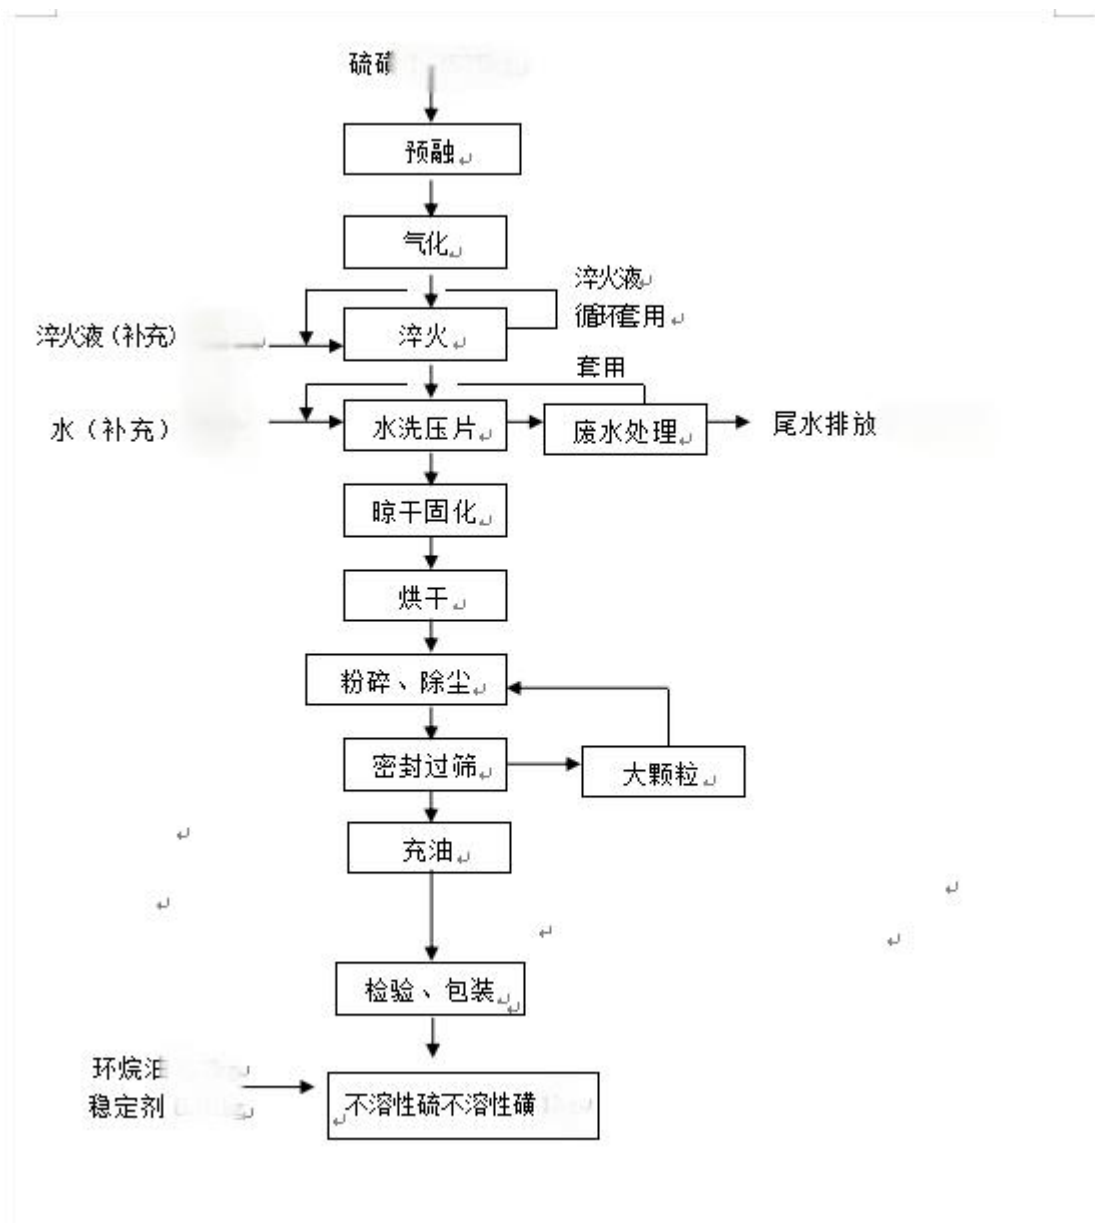 硫磺
预融
气化
淬火液
循环套用
淬火液（补充）
淬火
套用
水（补充）
水洗压片
废水处理
尾水排放
晾干固化
烘干
粉碎、除尘
密封过筛
大颗粒
充油
检验、包装
环烷油
稳定剂
不溶性硫不溶性磺